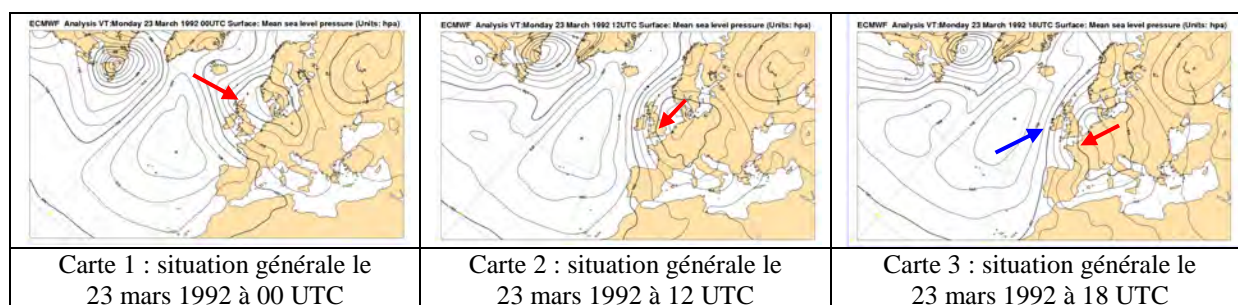 ECMWF Analysis VT:Monday 23 March 1992 00UTC Surface: Mean sea level pressure (Units: hpa)
ECMWF Analysis VT:Monday 23 March 1992 12UTC Surface: Mean sea level pressure (Units: hpa)
ECMWF Analysis VT:Monday 23 March 1992 18UTC Surface: Mean sea level pressure (Units: hpa)
Carte 1 : situation générale le
23 mars 1992 à 00 UTC
Carte 2 : situation générale le
23 mars 1992 à 12 UTC
Carte 3 : situation générale le
23 mars 1992 à 18 UTC